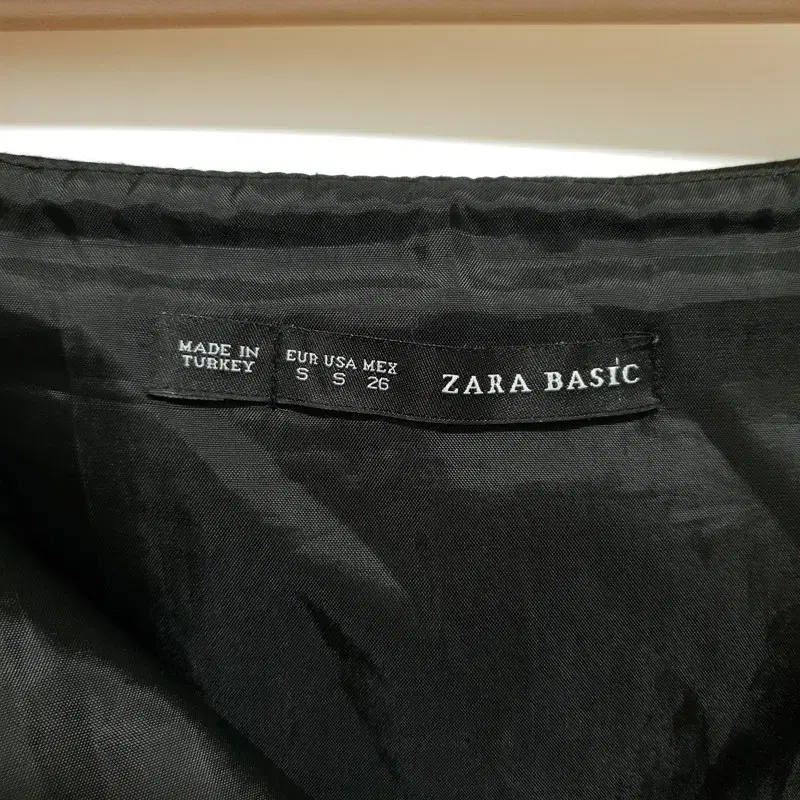 MADE IN
TURKEY
EUR USA MEX
S S 26
ZARA BASIC